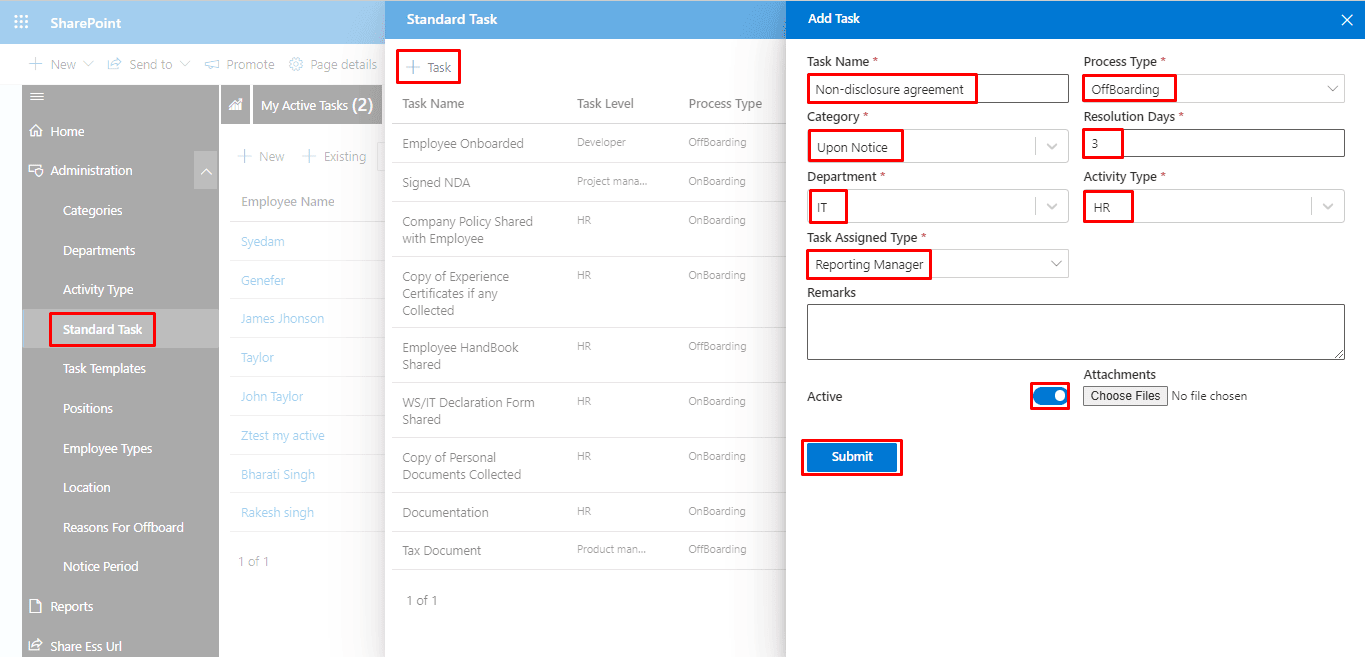 SharePoint
New
Send to
Promote
Page details
Home
Administration
Categories
Departments
Activity Type
Standard Task
Task Templates
Positions
Employee Types
Location
Reasons For Offboard
Notice Period
Reports
Share Ess Url
My Active Tasks (2)
New
Existing
Employee Name
Syedam
Genefer
James Jhonson
Taylor
John Taylor
Ztest my active
Bharati Singh
Rakesh singh
1 of 1
Standard Task
Task
Task Name Task Level Process Type
Employee Onboarded Developer OffBoarding
Signed NDA Project mana... OnBoarding
Company Policy Shared HR OnBoarding
with Employee
Copy of Experience HR OnBoarding
Certificates if any
Collected
Employee HandBook HR OffBoarding
Shared
WS/IT Declaration Form HR OnBoarding
Shared
Copy of Personal HR OnBoarding
Documents Collected
Documentation HR OnBoarding
Tax Document Product man... OffBoarding
1 of 1
Add Task
Task Name * Process Type *
Non-disclosure agreement OffBoarding
Category * Resolution Days *
Upon Notice 3
Department * Activity Type *
IT HR
Task Assigned Type *
Reporting Manager
Remarks
Attachments
Active Choose Files No file chosen
Submit